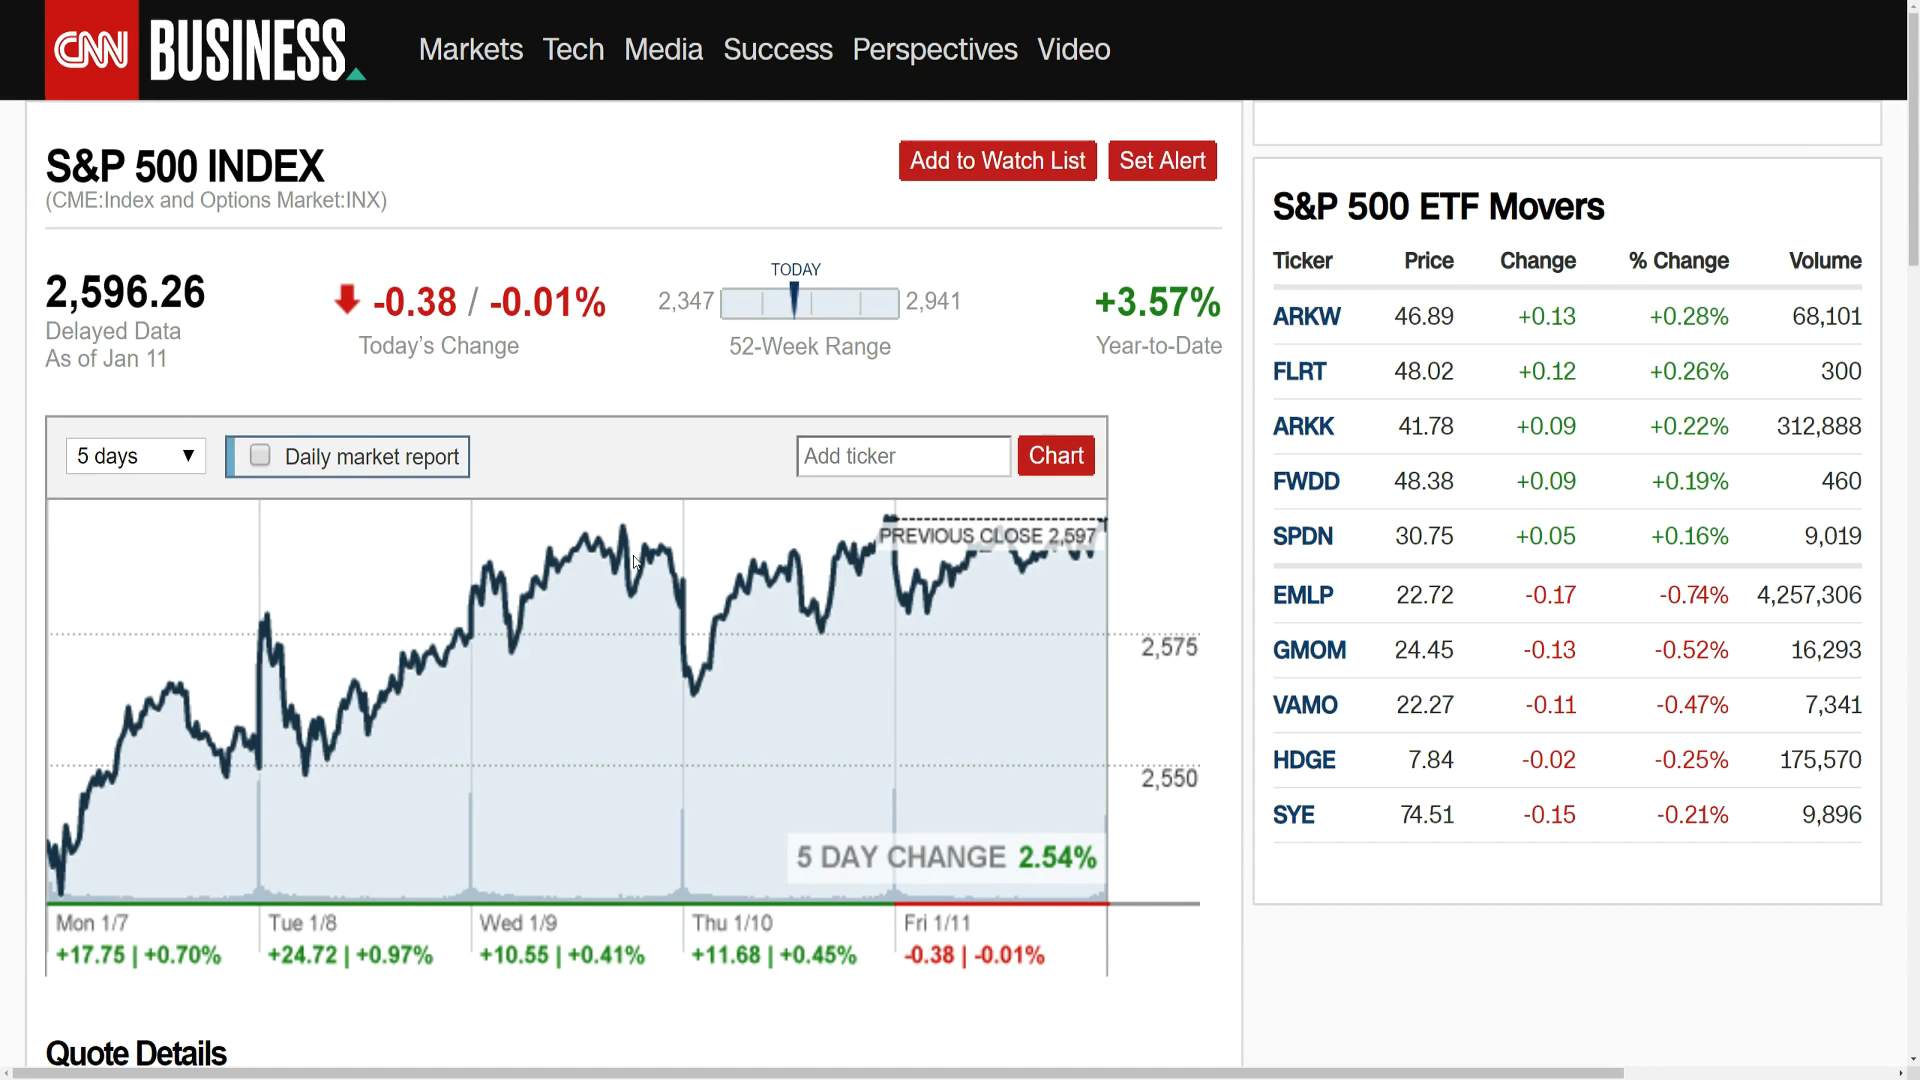 CNN BUSINESS Markets Tech Media Success Perspectives Video
S&P 500 INDEX
(CME:Index and Options Market:INX)
Add to Watch List Set Alert
2,596.26
Delayed Data
As of Jan 11
-0.38 / -0.01%
Today's Change
TODAY
2,347 2,941
52-Week Range
+3.57%
Year-to-Date
5 days Daily market report Add ticker Chart
PREVIOUS CLOSE 2,597
2,575
2,550
5 DAY CHANGE 2.54%
Mon 1/7 Tue 1/8 Wed 1/9 Thu 1/10 Fri 1/11
+17.75 | +0.70% +24.72 | +0.97% +10.55 | +0.41% +11.68 | +0.45% -0.38 | -0.01%
Quote Details
S&P 500 ETF Movers
Ticker Price Change % Change Volume
ARKW 46.89 +0.13 +0.28% 68,101
FLRT 48.02 +0.12 +0.26% 300
ARKK 41.78 +0.09 +0.22% 312,888
FWDD 48.38 +0.09 +0.19% 460
SPDN 30.75 +0.05 +0.16% 9,019
EMLP 22.72 -0.17 -0.74% 4,257,306
GMOM 24.45 -0.13 -0.52% 16,293
VAMO 22.27 -0.11 -0.47% 7,341
HDGE 7.84 -0.02 -0.25% 175,570
SYE 74.51 -0.15 -0.21% 9,896